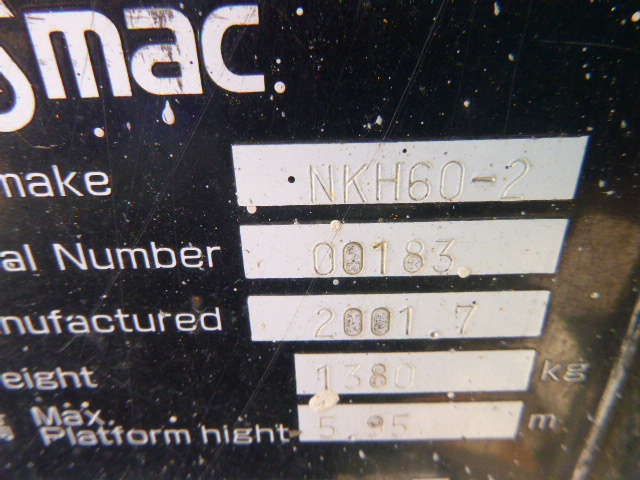 smac
make NKH60-2
al Number 00183
nufactured 2001 7
eight 1380 kg
Max.
Platform hight 5.95 m